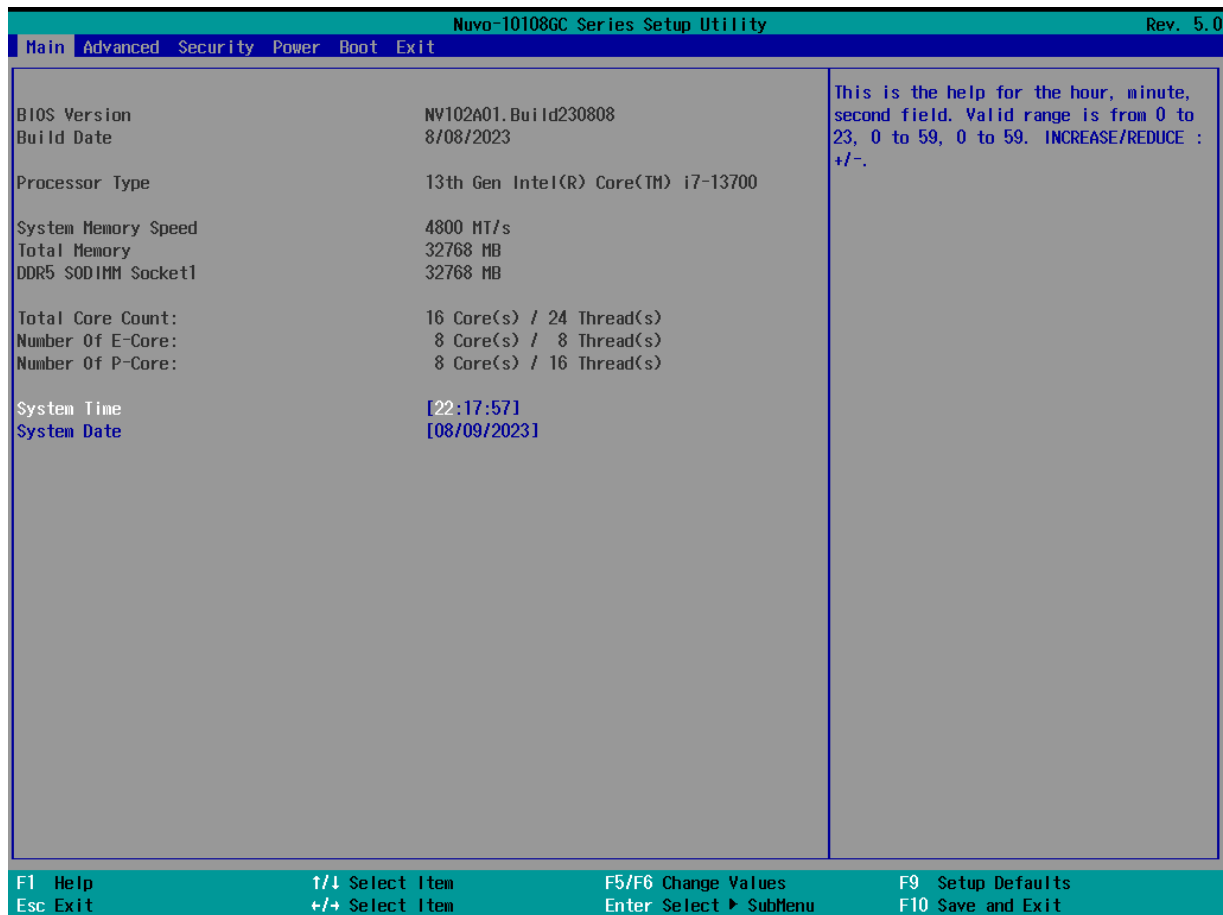 Nuvo-10108GC Series Setup Utility Rev. 5.0
Main Advanced Security Power Boot Exit
BIOS Version NV102A01.Build230808
Build Date 8/08/2023
Processor Type 13th Gen Intel(R) Core(TM) i7-13700
System Memory Speed 4800 MT/s
Total Memory 32768 MB
DDR5 SODIMM Socket1 32768 MB
Total Core Count: 16 Core(s) / 24 Thread(s)
Number Of E-Core: 8 Core(s) / 8 Thread(s)
Number Of P-Core: 8 Core(s) / 16 Thread(s)
System Time [22:17:57]
System Date [08/09/2023]
This is the help for the hour, minute,
second field. Valid range is from 0 to
23, 0 to 59, 0 to 59. INCREASE/REDUCE :
+/-.
F1 Help ↑/↓ Select Item F5/F6 Change Values F9 Setup Defaults
Esc Exit ←/→ Select Item Enter Select ▶ SubMenu F10 Save and Exit